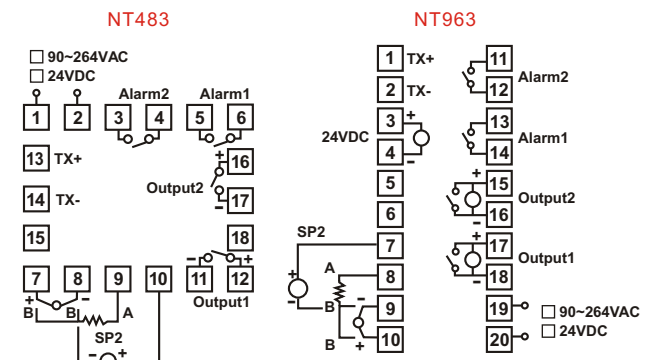 NT483
NT963
□ 90~264VAC
□ 24VDC
Alarm2 Alarm1
1 2 3 4 5 6
13 TX+
14 TX-
15
+ 16
Output2
- 17
18
- +
7 8 9 10 11 12
+ -
B B A
Output1
SP2
- +
1 TX+
2 TX-
3 +
24VDC
4 -
5
6
SP2
7
A
8
+
B - 9
B + 10
11
Alarm2
12
13
Alarm1
14
+ 15
Output2
- 16
+ 17
Output1
- 18
19
□ 90~264VAC
□ 24VDC
20